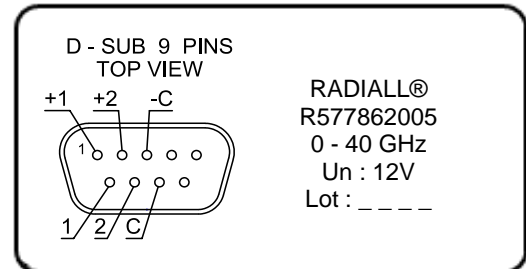 D - SUB 9 PINS
TOP VIEW
+1 +2 -C
1
1 2 C
RADIALL®
R577862005
0 - 40 GHz
Un : 12V
Lot : _ _ _ _